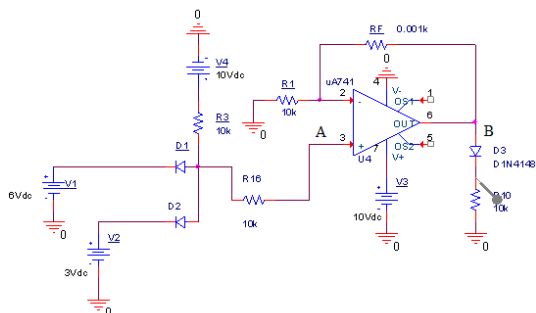 0
RF 0.001k
V4
10Vdc
0
R1
uA741
4
V-
1
2
-
OS1
10k
6
OUT
R3
10k
0
A
B
3
+
OS2
5
7
U4
V+
D3
D1N4148
D1
R16
10k
V1
6Vdc
D2
V3
10Vdc
10k
0
V2
3Vdc
0
0
0